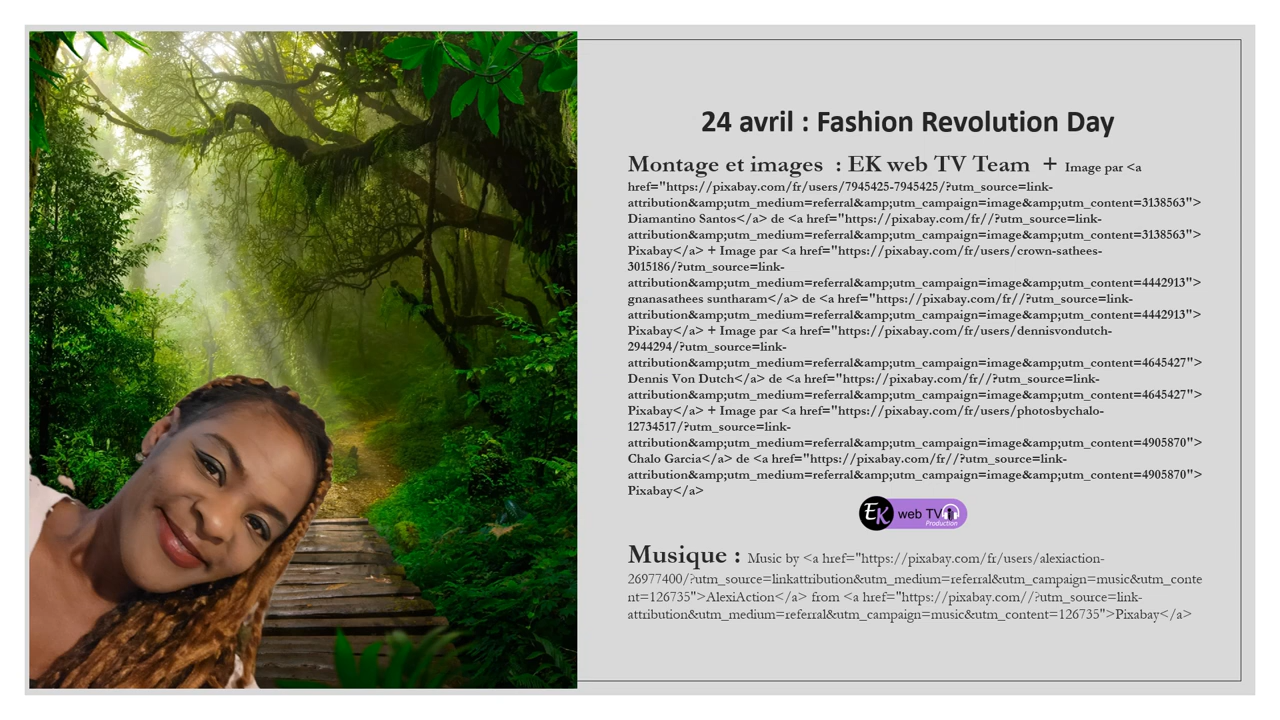 24 avril : Fashion Revolution Day
Montage et images : EK web TV Team + Image par <a
href="https://pixabay.com/fr/users/7945425-7945425/?utm_source=link-
attribution&amp;utm_medium=referral&amp;utm_campaign=image&amp;utm_content=3138563">
Diamantino Santos</a> de <a href="https://pixabay.com/fr//?utm_source=link-
attribution&amp;utm_medium=referral&amp;utm_campaign=image&amp;utm_content=3138563">
Pixabay</a> + Image par <a href="https://pixabay.com/fr/users/crown-sathees-
3015186/?utm_source=link-
attribution&amp;utm_medium=referral&amp;utm_campaign=image&amp;utm_content=4442913">
gnanasathees suntharam</a> de <a href="https://pixabay.com/fr//?utm_source=link-
attribution&amp;utm_medium=referral&amp;utm_campaign=image&amp;utm_content=4442913">
Pixabay</a> + Image par <a href="https://pixabay.com/fr/users/dennisvondutch-
2944294/?utm_source=link-
attribution&amp;utm_medium=referral&amp;utm_campaign=image&amp;utm_content=4645427">
Dennis Von Dutch</a> de <a href="https://pixabay.com/fr//?utm_source=link-
attribution&amp;utm_medium=referral&amp;utm_campaign=image&amp;utm_content=4645427">
Pixabay</a> + Image par <a href="https://pixabay.com/fr/users/photosbychalo-
12734517/?utm_source=link-
attribution&amp;utm_medium=referral&amp;utm_campaign=image&amp;utm_content=4905870">
Chalo Garcia</a> de <a href="https://pixabay.com/fr//?utm_source=link-
attribution&amp;utm_medium=referral&amp;utm_campaign=image&amp;utm_content=4905870">
Pixabay</a>
EK web TV
Production
Musique : Music by <a href="https://pixabay.com/fr/users/alexiaction-
26977400/?utm_source=linkattribution&utm_medium=referral&utm_campaign=music&utm_conte
nt=126735">AlexiAction</a> from <a href="https://pixabay.com//?utm_source=link-
attribution&utm_medium=referral&utm_campaign=music&utm_content=126735">Pixabay</a>